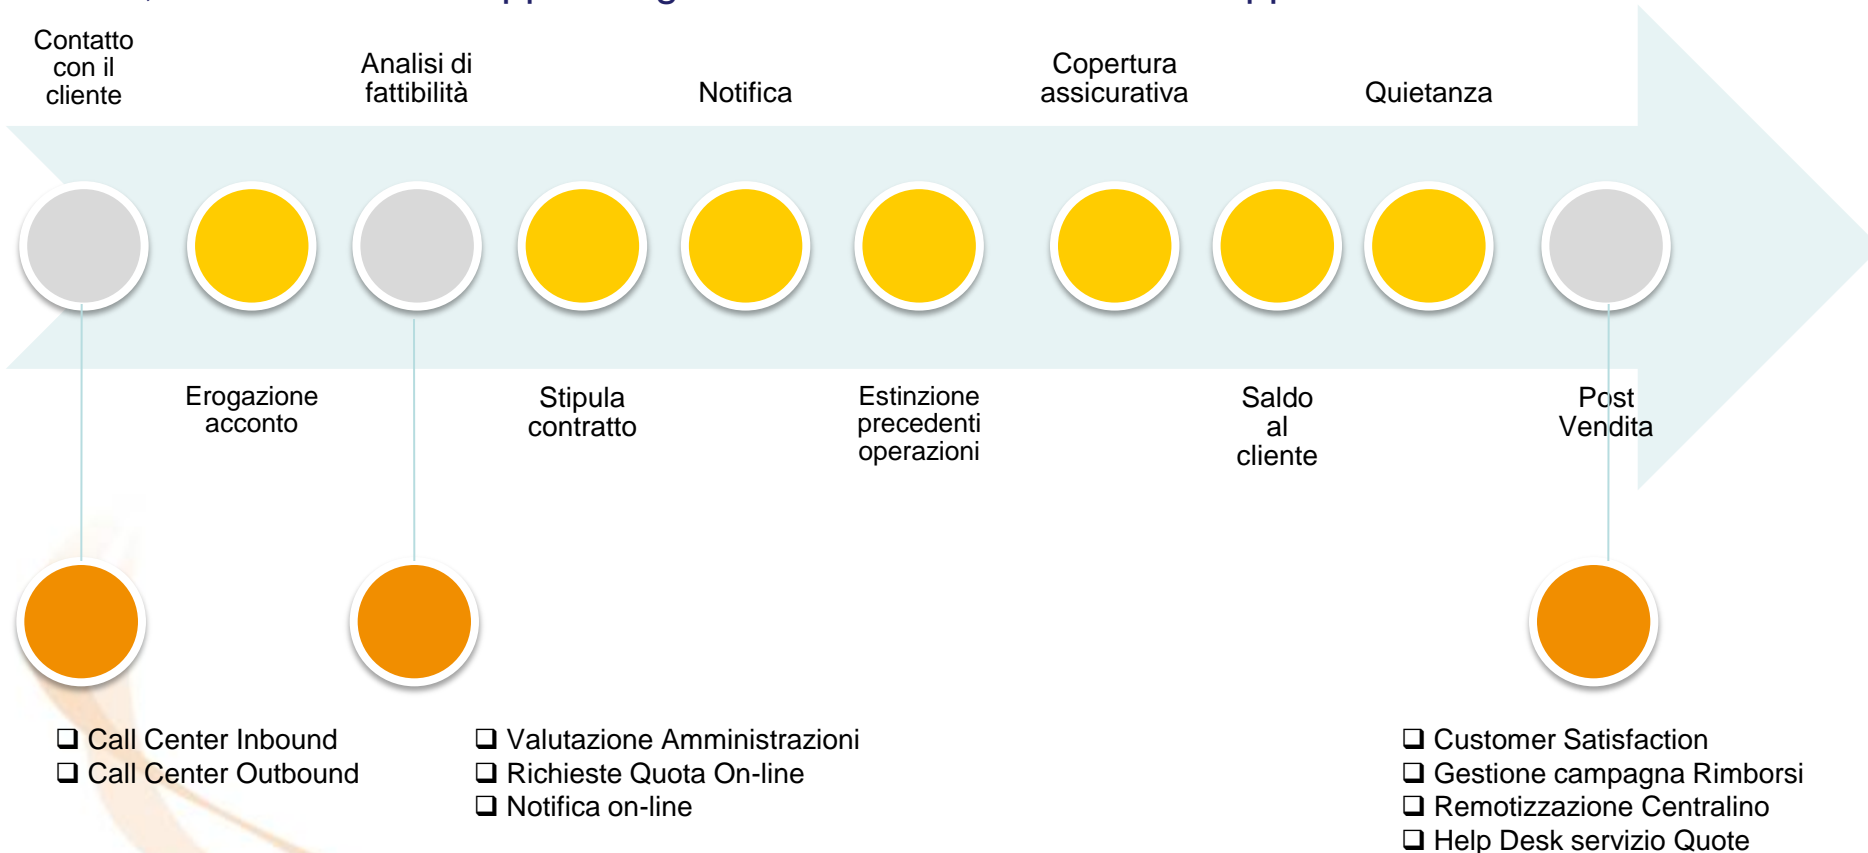 Contatto
con il
cliente
Analisi di
fattibilità
Notifica
Copertura
assicurativa
Quietanza
Erogazione
acconto
Stipula
contratto
Estinzione
precedenti
operazioni
Saldo
al
cliente
Post
Vendita
❑ Call Center Inbound
❑ Call Center Outbound
❑ Valutazione Amministrazioni
❑ Richieste Quota On-line
❑ Notifica on-line
❑ Customer Satisfaction
❑ Gestione campagna Rimborsi
❑ Remotizzazione Centralino
❑ Help Desk servizio Quote